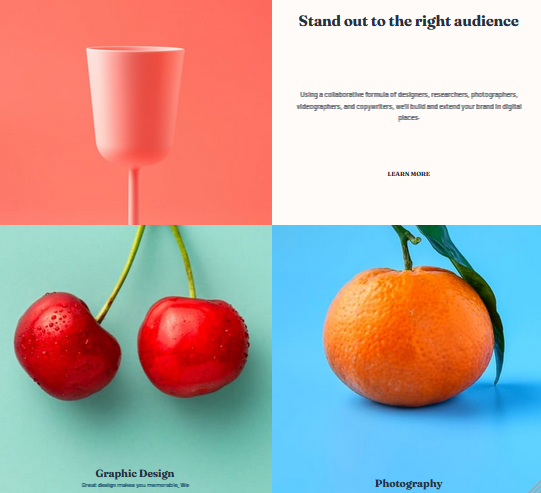 Stand out to the right audience
Using a collaborative formula of designers, researchers, photographers,
videographers, and copywriters, we'll build and extend your brand in digital
places.
LEARN MORE
Graphic Design
Great design makes you memorable, We
Photography